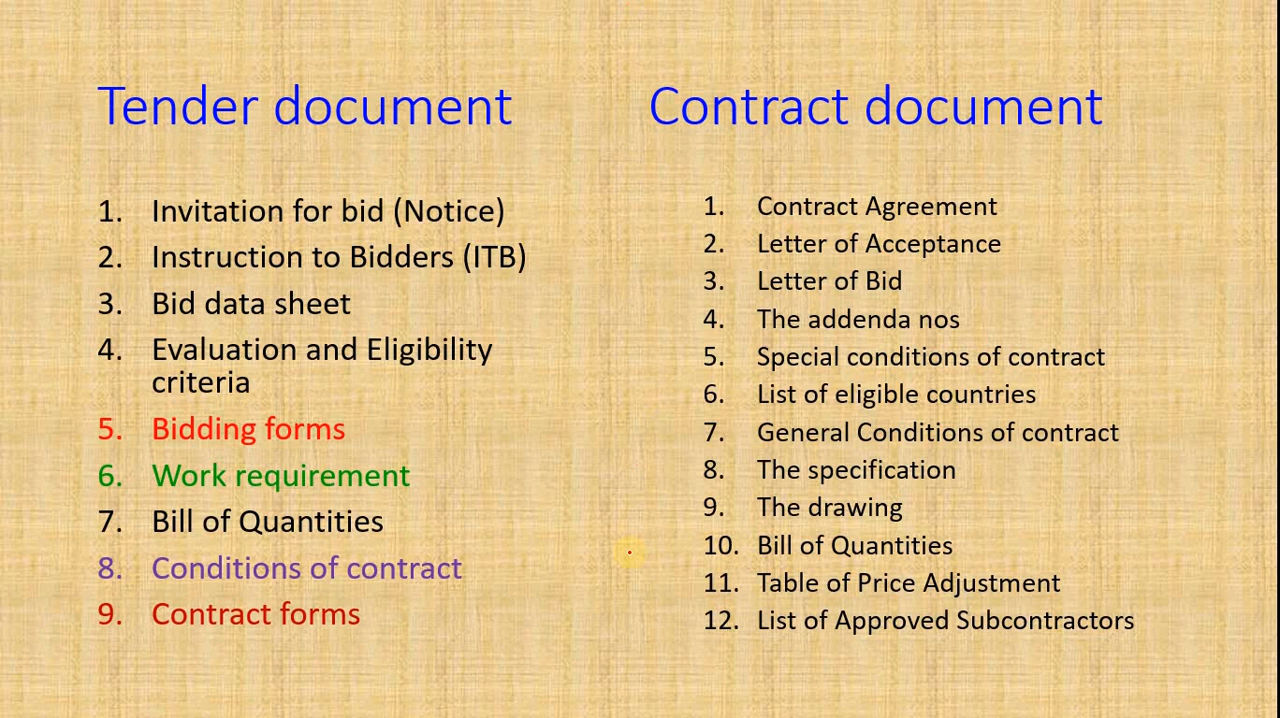 Tender document
1. Invitation for bid (Notice)
2. Instruction to Bidders (ITB)
3. Bid data sheet
4. Evaluation and Eligibility
criteria
5. Bidding forms
6. Work requirement
7. Bill of Quantities
8. Conditions of contract
9. Contract forms
Contract document
1. Contract Agreement
2. Letter of Acceptance
3. Letter of Bid
4. The addenda nos
5. Special conditions of contract
6. List of eligible countries
7. General Conditions of contract
8. The specification
9. The drawing
10. Bill of Quantities
11. Table of Price Adjustment
12. List of Approved Subcontractors